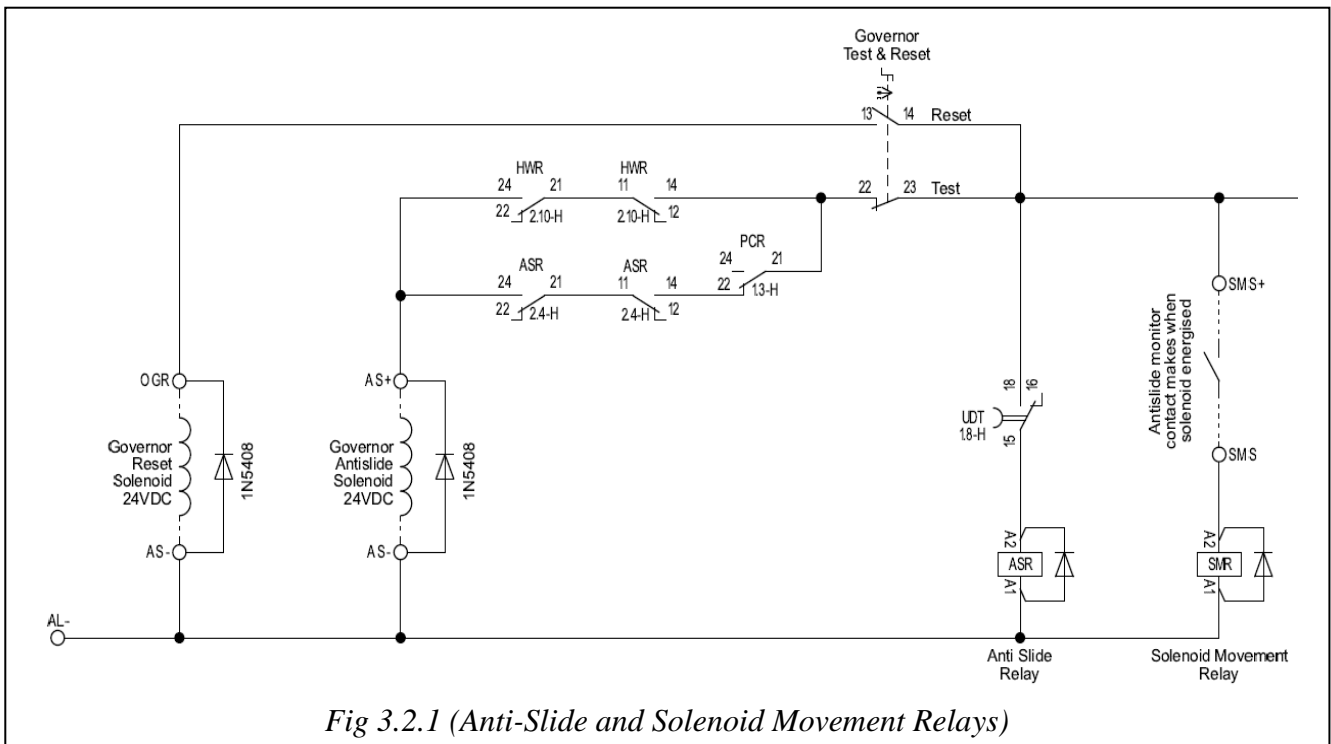 Governor
Test & Reset
13 14 Reset
HWR HWR
24 21 11 14
22 2.10-H 2.10-H 12
22 23 Test
PCR
24 21
22 1.3-H
ASR ASR
24 21 11 14
22 2.4-H 2.4-H 12
SMS+
Antislide monitor
contact makes when
solenoid energised
SMS
OGR
AS+
18 16
UDT
1.8-H
15
Governor
Reset
Solenoid
24VDC
1N5408
Governor
Antislide
Solenoid
24VDC
1N5408
AS-
AS-
A2
ASR
A1
A2
SMR
A1
AL-
Anti Slide
Relay
Solenoid Movement
Relay
Fig 3.2.1 (Anti-Slide and Solenoid Movement Relays)